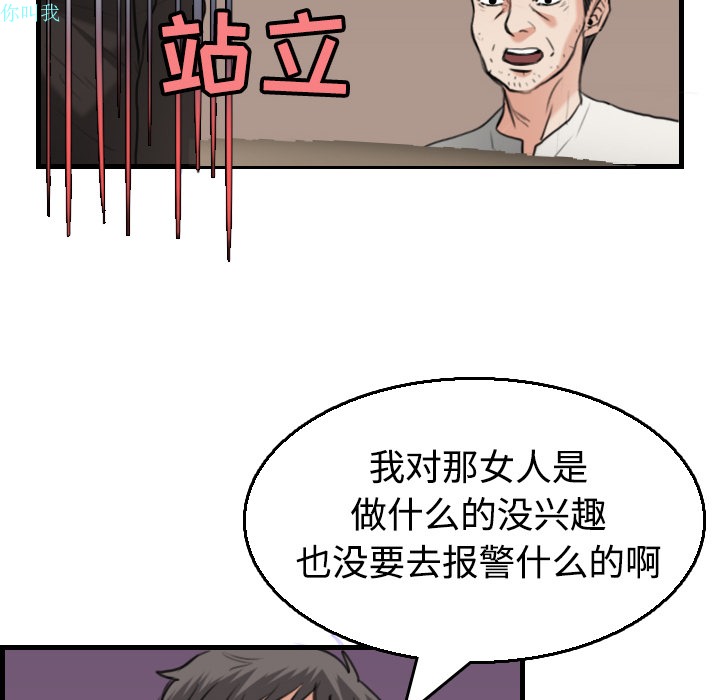 你叫我
站立
我对那女人是
做什么的没兴趣
也没要去报警什么的啊